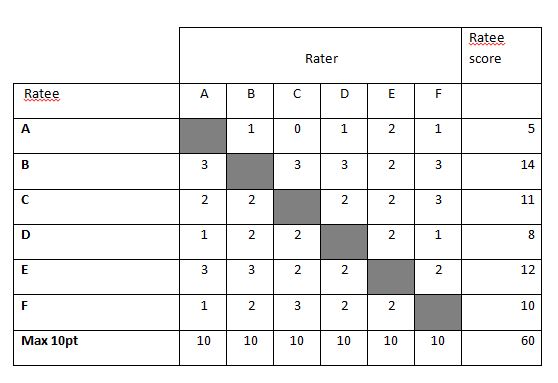 Ratee
Rater score
Ratee A B C D E F
A 1 0 1 2 1 5
B 3 3 3 2 3 14
C 2 2 2 2 3 11
D 1 2 2 2 1 8
E 3 3 2 2 2 12
F 1 2 3 2 2 10
Max 10pt 10 10 10 10 10 10 60